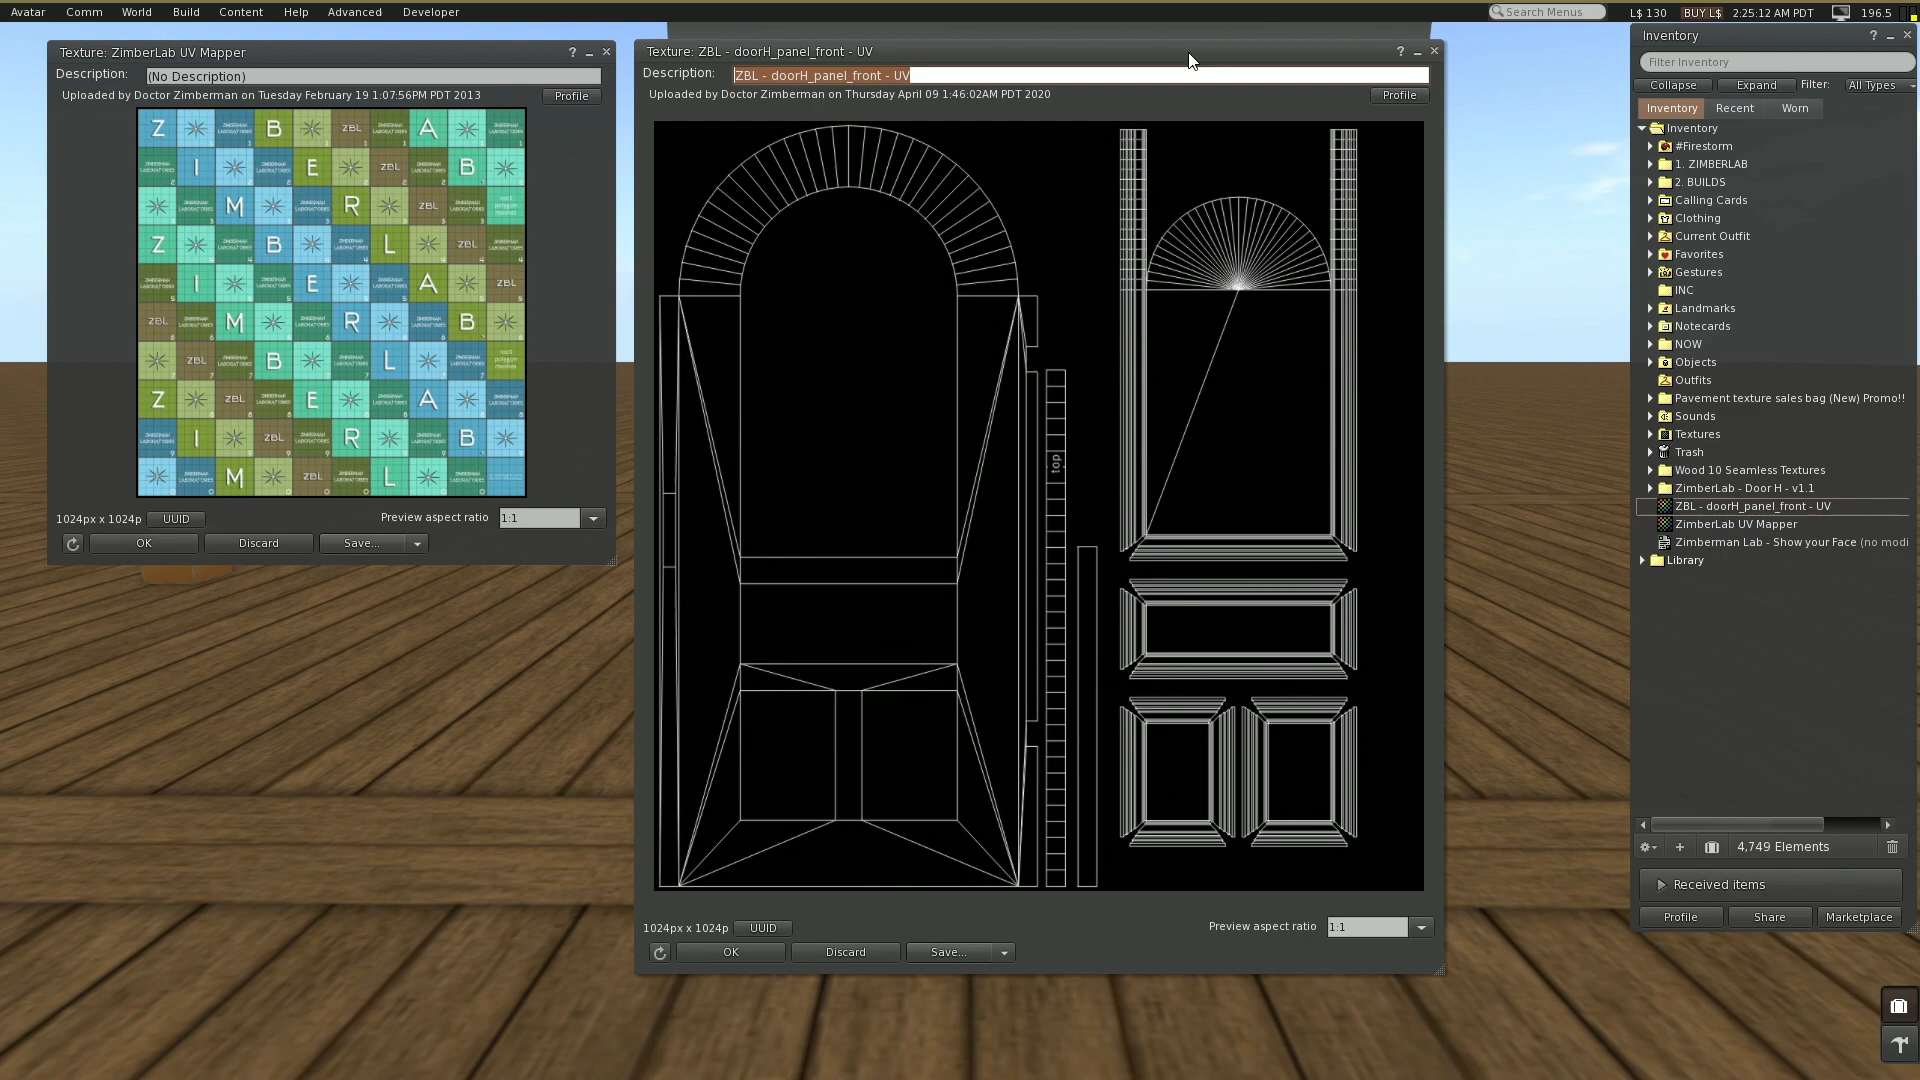 Avatar Comm World Build Content Help Advanced Developer
Search Menus L$ 130 BUY L$ 2:25:12 AM PDT 196.5
Texture: ZimberLab UV Mapper ?
Description: (No Description)
Uploaded by Doctor Zimberman on Tuesday February 19 1:07:56PM PDT 2013 Profile
Z B ZBL A
I E ZBL B
M R ZBL
Z B L ZBL
I E A ZBL
ZBL M R B
ZBL B L
Z ZBL E A
I ZBL R B
M ZBL L
1024px x 1024p UUID Preview aspect ratio 1:1
OK Discard Save...
Texture: ZBL - doorH_panel_front - UV ?
Description: ZBL - doorH_panel_front - UV
Uploaded by Doctor Zimberman on Thursday April 09 1:46:02AM PDT 2020 Profile
top
1024px x 1024p UUID Preview aspect ratio 1:1
OK Discard Save...
Inventory ?
Filter Inventory
Collapse Expand Filter: All Types
Inventory Recent Worn
Inventory
#Firestorm
1. ZIMBERLAB
2. BUILDS
Calling Cards
Clothing
Current Outfit
Favorites
Gestures
INC
Landmarks
Notecards
NOW
Objects
Outfits
Pavement texture sales bag (New) Promo!!
Sounds
Textures
Trash
Wood 10 Seamless Textures
ZimberLab - Door H - v1.1
ZBL - doorH_panel_front - UV
ZimberLab UV Mapper
Zimberman Lab - Show your Face (no modi
Library
4,749 Elements
Received items
Profile Share Marketplace